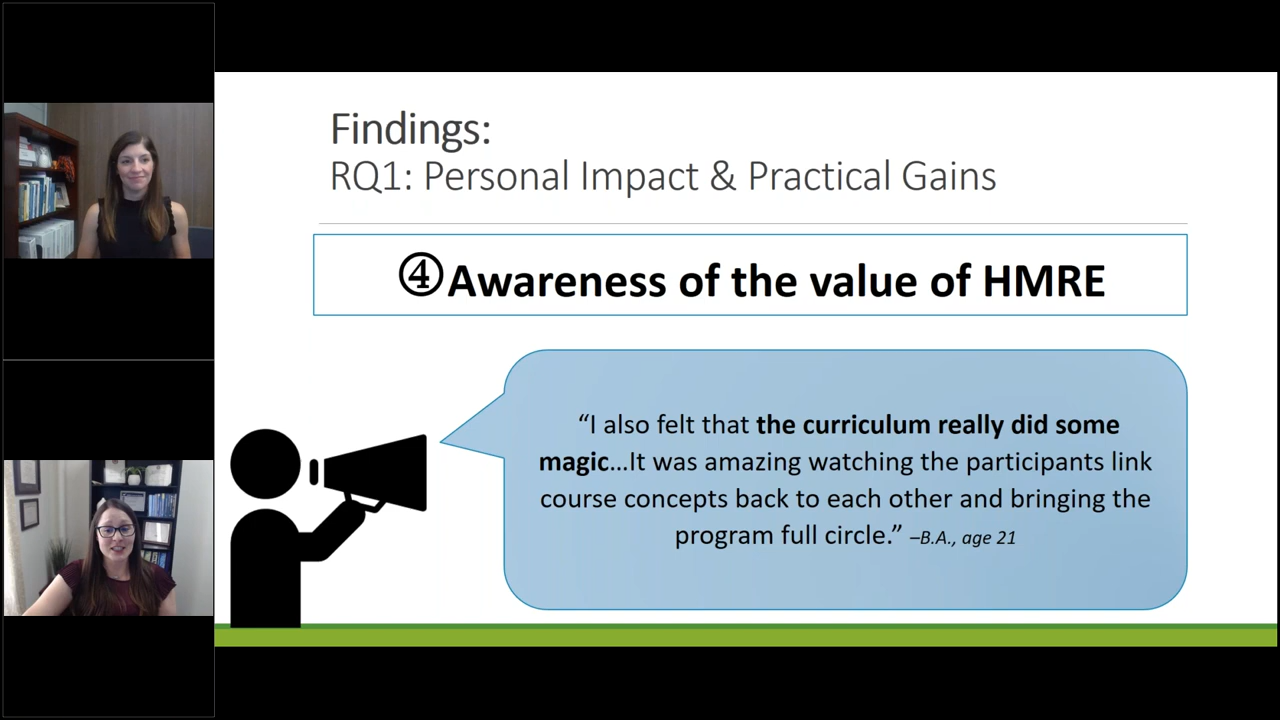 Findings:
RQ1: Personal Impact & Practical Gains
④Awareness of the value of HMRE
“I also felt that the curriculum really did some
magic…It was amazing watching the participants link
course concepts back to each other and bringing the
program full circle.” –B.A., age 21